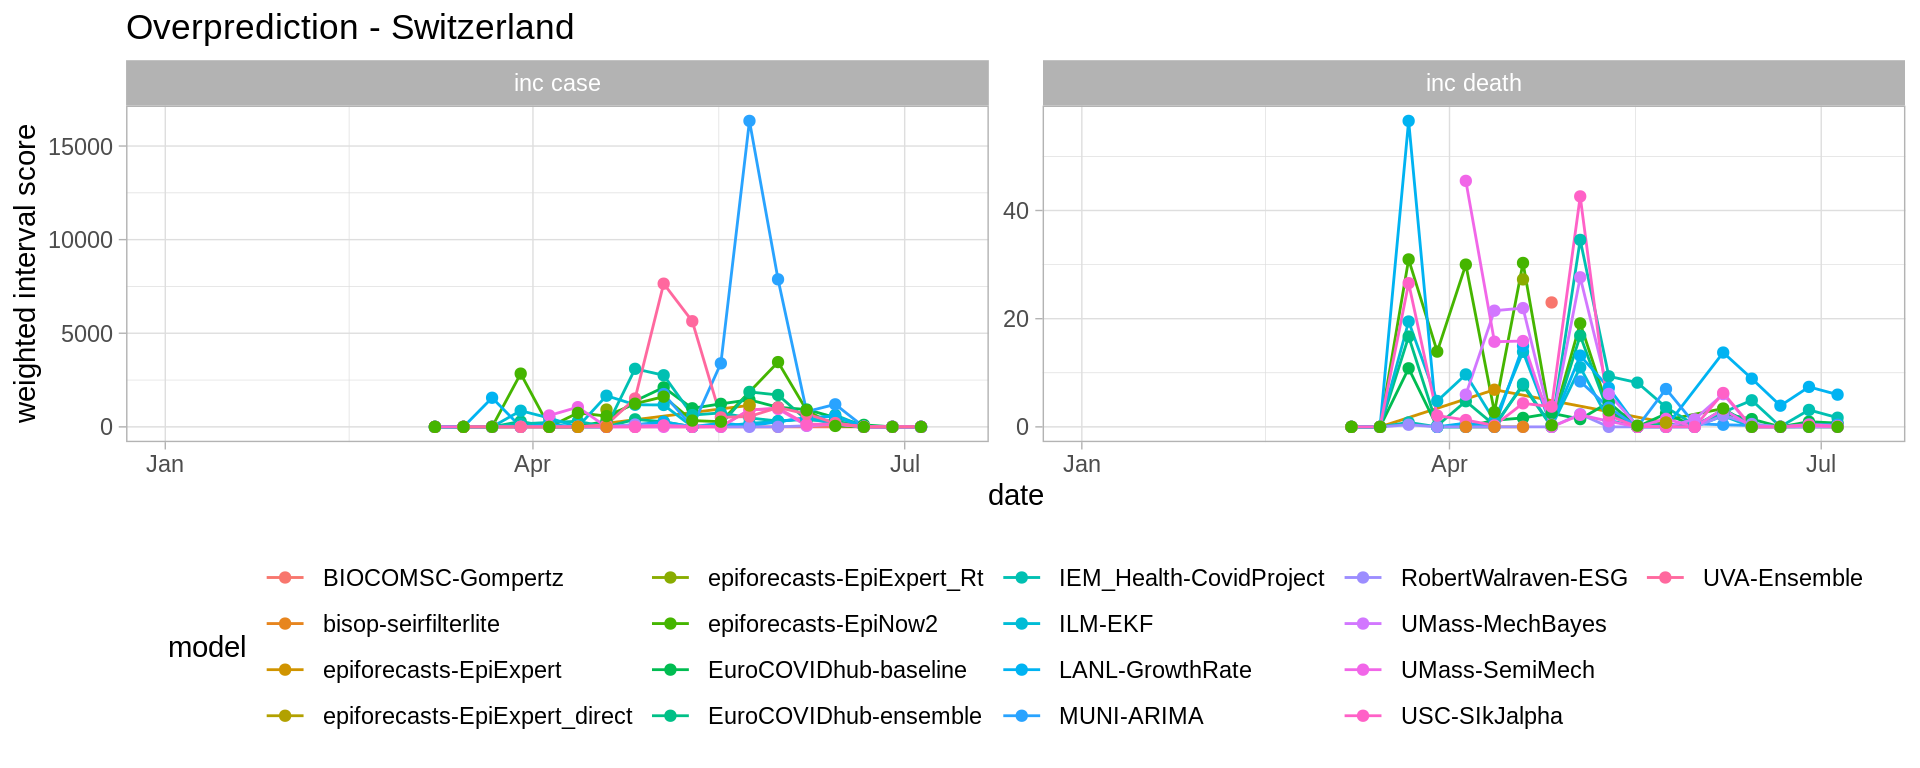 Overprediction - Switzerland
inc case
inc death
weighted interval score
15000
10000
5000
0
40
20
0
Jan
Apr
Jul
Jan
Apr
Jul
date
model
BIOCOMSC-Gompertz
bisop-seirfilterlite
epiforecasts-EpiExpert
epiforecasts-EpiExpert_direct
epiforecasts-EpiExpert_Rt
epiforecasts-EpiNow2
EuroCOVIDhub-baseline
EuroCOVIDhub-ensemble
IEM_Health-CovidProject
ILM-EKF
LANL-GrowthRate
MUNI-ARIMA
RobertWalraven-ESG
UMass-MechBayes
UMass-SemiMech
USC-SIkJalpha
UVA-Ensemble